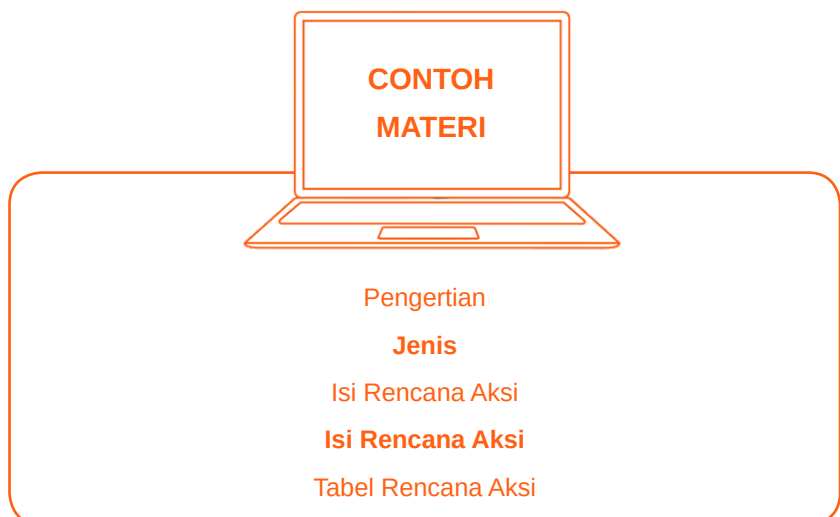 CONTOH
MATERI
Pengertian
Jenis
Isi Rencana Aksi
Isi Rencana Aksi
Tabel Rencana Aksi